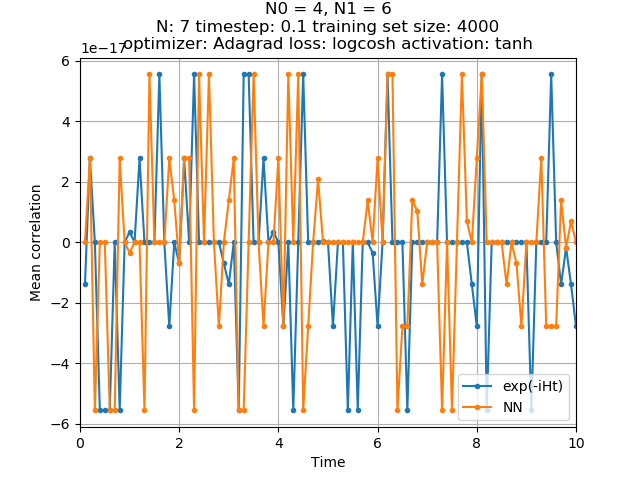 N0 = 4, N1 = 6
N: 7 timestep: 0.1 training set size: 4000
optimizer: Adagrad loss: logcosh activation: tanh
1e−17
6
4
2
0
−2
−4
−6
Mean correlation
0 2 4 6 8 10
Time
exp(-iHt)
NN